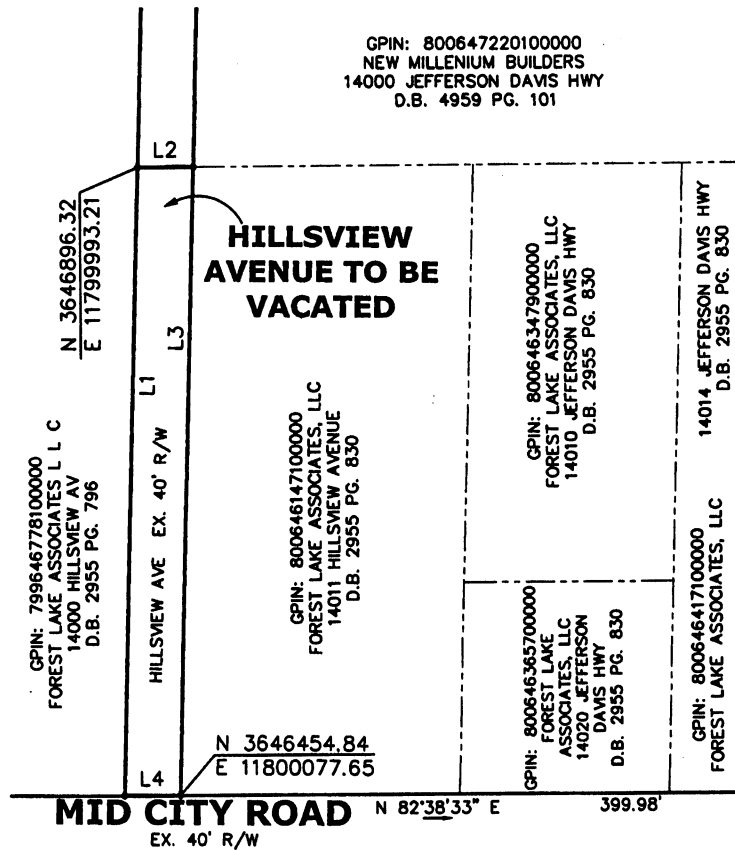 GPIN: 800647220100000
NEW MILLENIUM BUILDERS
14000 JEFFERSON DAVIS HWY
D.B. 4959 PG. 101
L2
N 3646896.32
E 11799993.21
HILLSVIEW
AVENUE TO BE
VACATED
L3
L1
GPIN: 799646778100000
FOREST LAKE ASSOCIATES L L C
14000 HILLSVIEW AV
D.B. 2955 PG. 796
HILLSVIEW AVE EX. 40' R/W
GPIN: 800646147100000
FOREST LAKE ASSOCIATES, LLC
14011 HILLSVIEW AVENUE
D.B. 2955 PG. 830
GPIN: 800646347900000
FOREST LAKE ASSOCIATES, LLC
14010 JEFFERSON DAVIS HWY
D.B. 2955 PG. 830
GPIN: 800646365700000
FOREST LAKE
ASSOCIATES, LLC
14020 JEFFERSON
DAVIS HWY
D.B. 2955 PG. 830
GPIN: 800646417100000
FOREST LAKE ASSOCIATES, LLC
14014 JEFFERSON DAVIS HWY
D.B. 2955 PG. 830
N 3646454.84
E 11800077.65
L4
MID CITY ROAD
EX. 40' R/W
N 82°38'33" E
399.98'